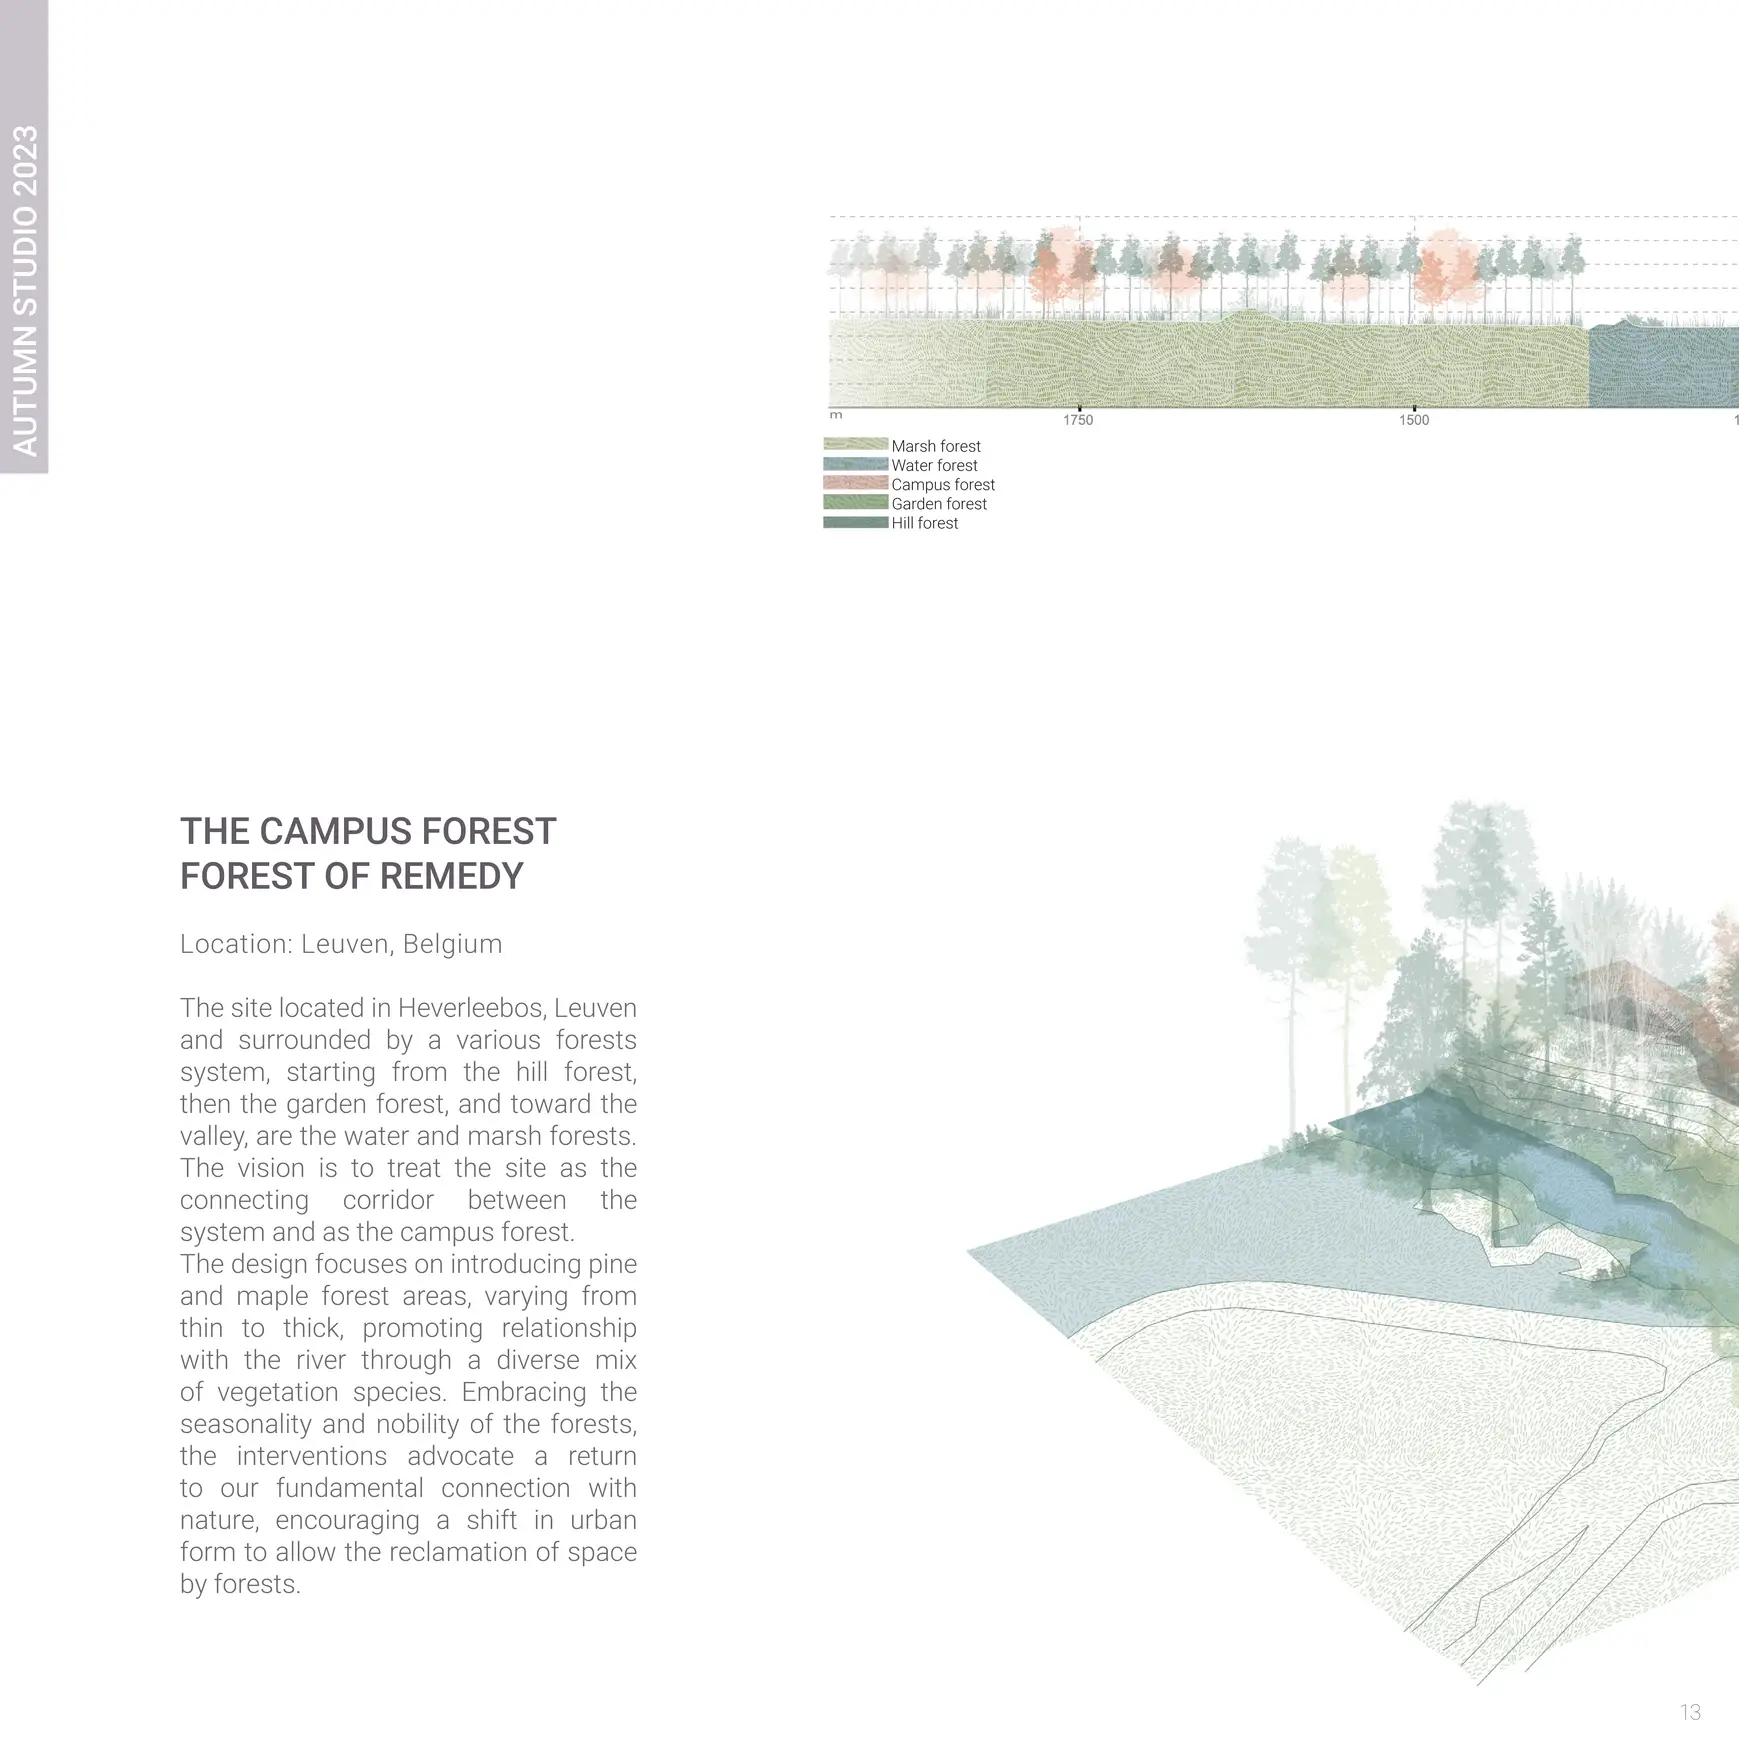 AUTUMN STUDIO 2023
m
1750
1500
1
Marsh forest
Water forest
Campus forest
Garden forest
Hill forest
THE CAMPUS FOREST
FOREST OF REMEDY
Location: Leuven, Belgium
The site located in Heverleebos, Leuven
and surrounded by a various forests
system, starting from the hill forest,
then the garden forest, and toward the
valley, are the water and marsh forests.
The vision is to treat the site as the
connecting corridor between the
system and as the campus forest.
The design focuses on introducing pine
and maple forest areas, varying from
thin to thick, promoting relationship
with the river through a diverse mix
of vegetation species. Embracing the
seasonality and nobility of the forests,
the interventions advocate a return
to our fundamental connection with
nature, encouraging a shift in urban
form to allow the reclamation of space
by forests.
13